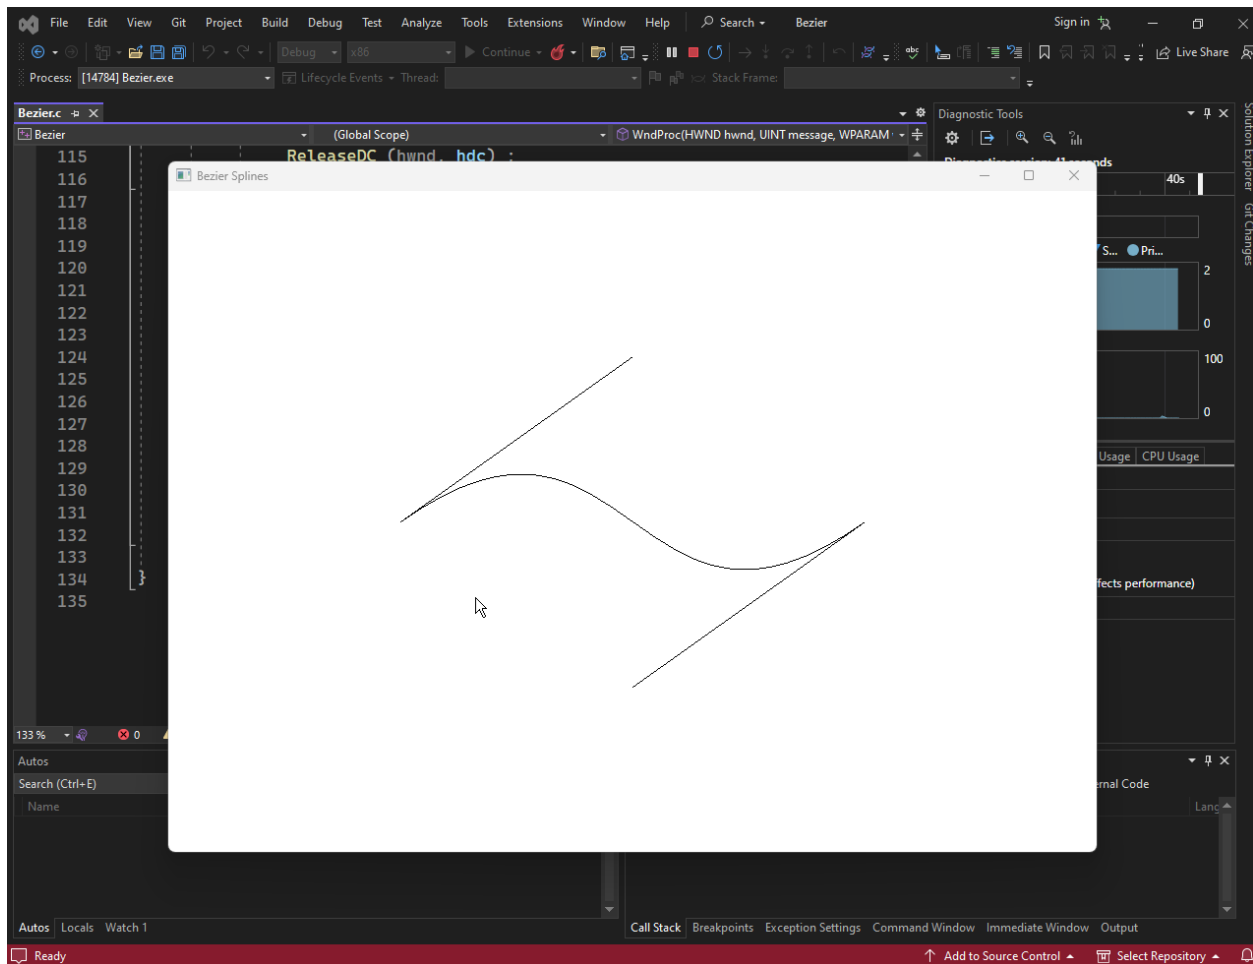 File Edit View Git Project Build Debug Test Analyze Tools Extensions Window Help Search Bezier Sign in
Debug x86 Continue Live Share
Process: [14784] Bezier.exe Lifecycle Events Thread: Stack Frame:
Bezier.c
Diagnostic Tools
Bezier (Global Scope) WndProc(HWND hwnd, UINT message, WPARAM
Solution Explorer
Git Changes
115 ReleaseDC (hwnd, hdc) ;
116
117
118
119
120
121
122
123
124
125
126
127
128
129
130
131
132
133
134 }
135
Bezier Splines
40s
S... Pri...
2
0
100
0
Usage CPU Usage
ffects performance)
133 % 0
Autos
Search (Ctrl+E)
Name
ernal Code
Lang
Autos Locals Watch 1
Call Stack Breakpoints Exception Settings Command Window Immediate Window Output
Ready Add to Source Control Select Repository